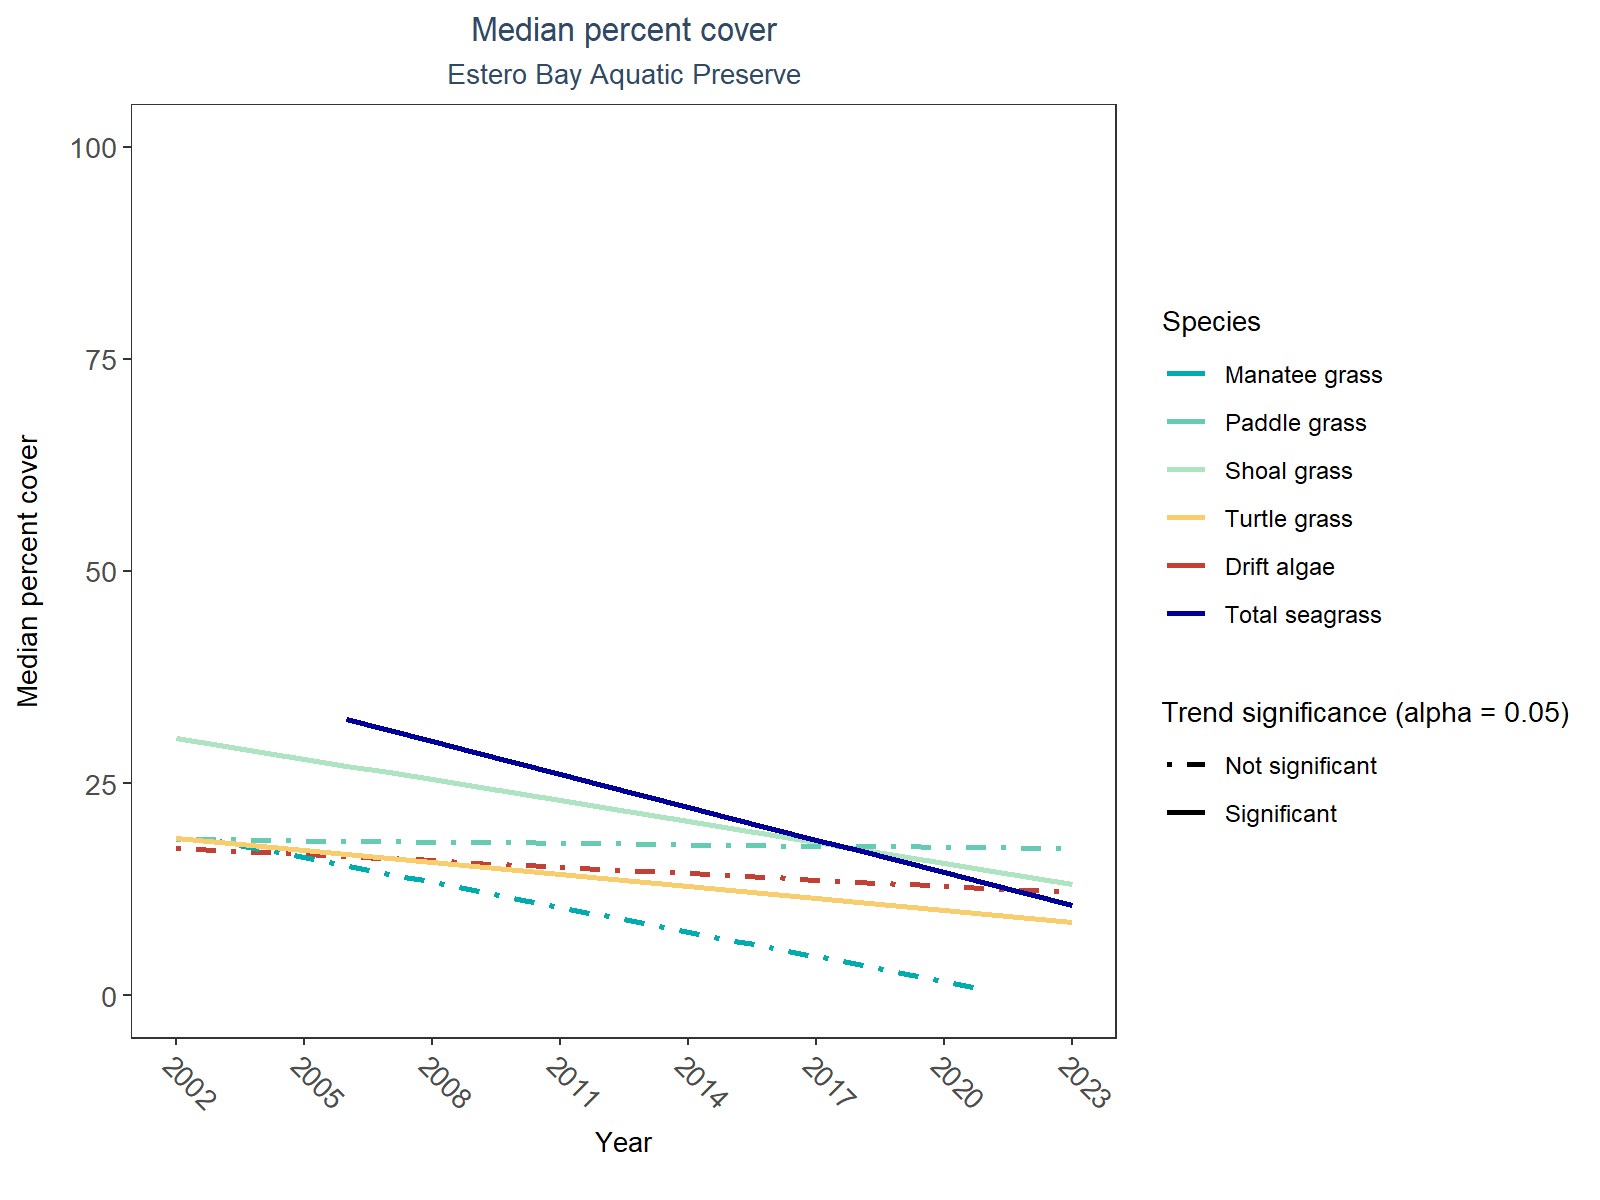 Median percent cover
Estero Bay Aquatic Preserve
Median percent cover
100
75
50
25
0
2002
2005
2008
2011
2014
2017
2020
2023
Year
Species
Manatee grass
Paddle grass
Shoal grass
Turtle grass
Drift algae
Total seagrass
Trend significance (alpha = 0.05)
Not significant
Significant